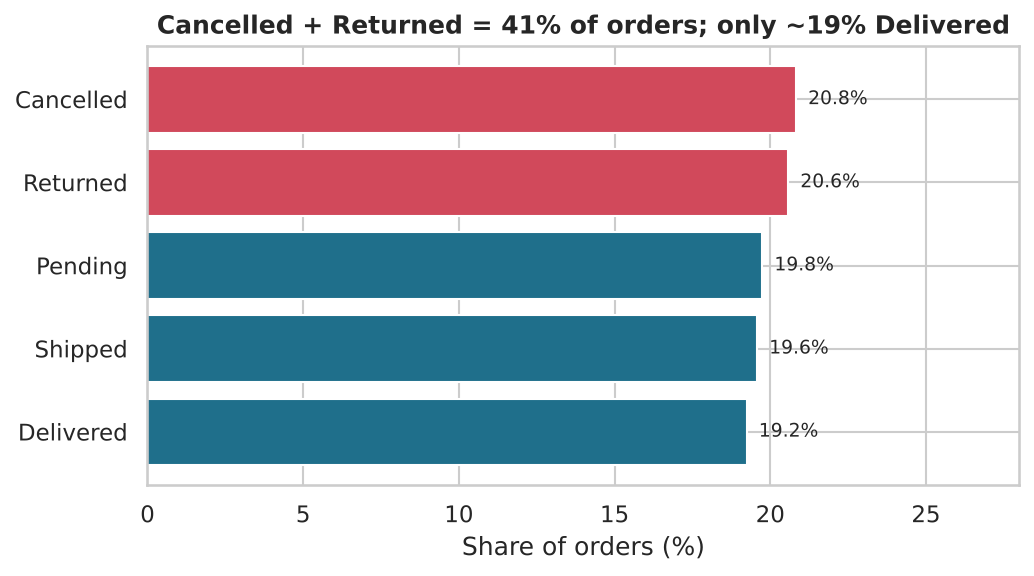 Cancelled + Returned = 41% of orders; only ~19% Delivered
Cancelled 20.8%
Returned 20.6%
Pending 19.8%
Shipped 19.6%
Delivered 19.2%
0 5 10 15 20 25
Share of orders (%)